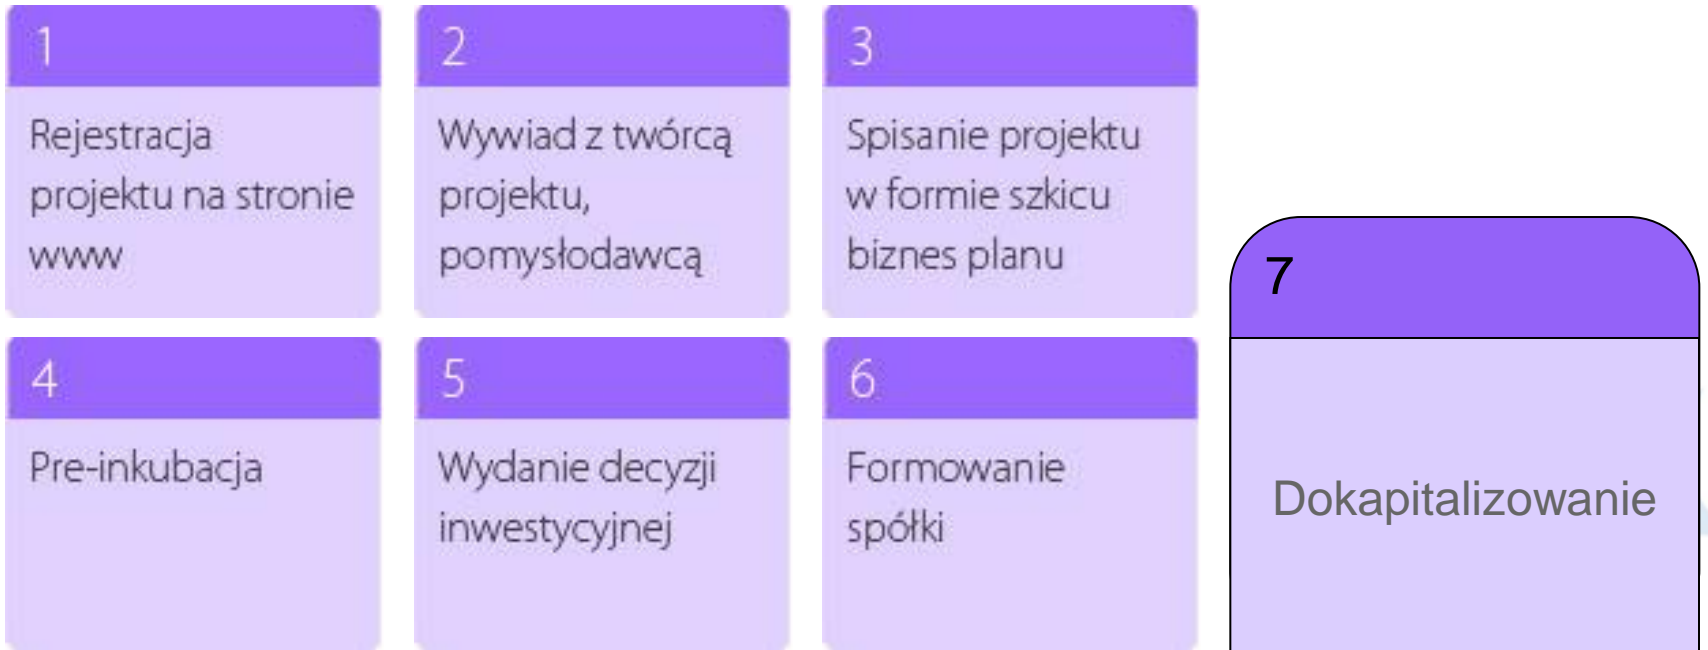 1
Rejestracja
projektu na stronie
www
2
Wywiad z twórcą
projektu,
pomysłodawcą
3
Spisanie projektu
w formie szkicu
biznes planu
4
Pre-inkubacja
5
Wydanie decyzji
inwestycyjnej
6
Formowanie
spółki
7
Dokapitalizowanie